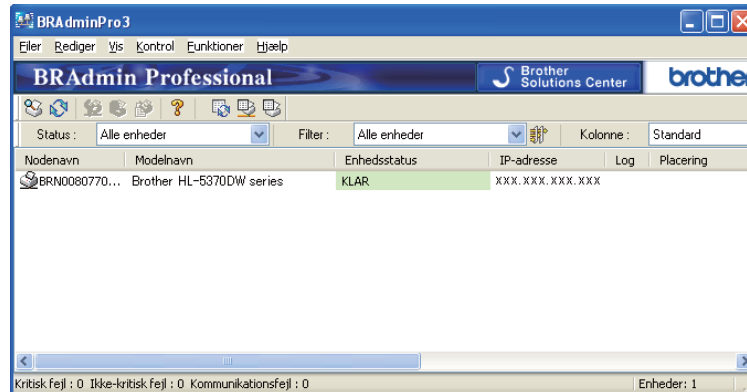 BRAdminPro3
Filer Rediger Vis Kontrol Funktioner Hjælp
BRAdmin Professional Brother Solutions Center brother
Status : Alle enheder Filter : Alle enheder Kolonne : Standard
Nodenavn Modelnavn Enhedsstatus IP-adresse Log Placering
BRN0080770... Brother HL-5370DW series KLAR XXX.XXX.XXX.XXX
Kritisk fejl : 0 Ikke-kritisk fejl : 0 Kommunikationsfejl : 0 Enheder: 1